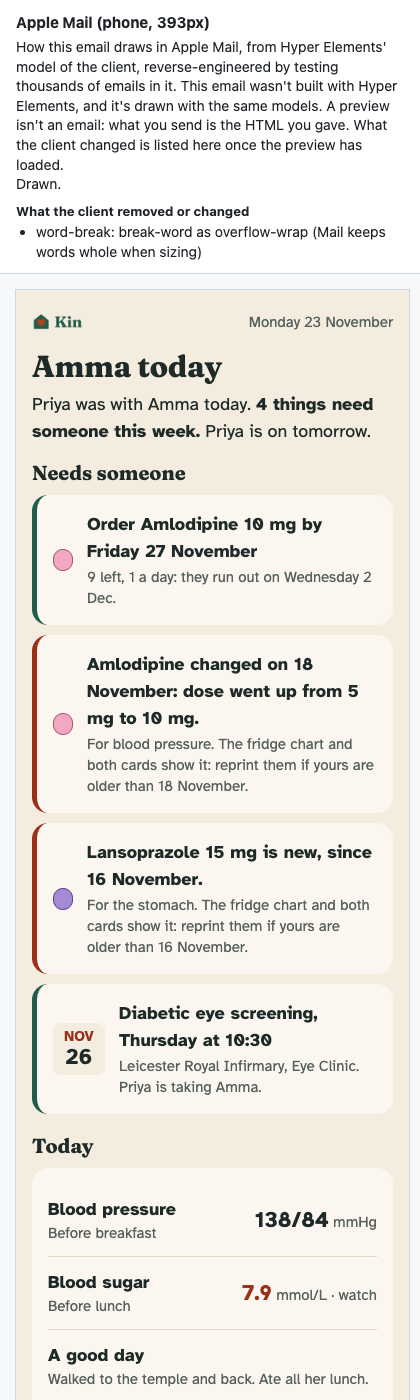 Apple Mail (phone, 393px)
How this email draws in Apple Mail, from Hyper Elements'
model of the client, reverse-engineered by testing
thousands of emails in it. This email wasn't built with Hyper
Elements, and it's drawn with the same models. A preview
isn't an email: what you send is the HTML you gave. What
the client changed is listed here once the preview has
loaded.
Drawn.
What the client removed or changed
• word-break: break-word as overflow-wrap (Mail keeps
words whole when sizing)
Kin
Monday 23 November
Amma today
Priya was with Amma today. 4 things need
someone this week. Priya is on tomorrow.
Needs someone
Order Amlodipine 10 mg by
Friday 27 November
9 left, 1 a day: they run out on Wednesday 2
Dec.
Amlodipine changed on 18
November: dose went up from 5
mg to 10 mg.
For blood pressure. The fridge chart and
both cards show it: reprint them if yours are
older than 18 November.
Lansoprazole 15 mg is new, since
16 November.
For the stomach. The fridge chart and both
cards show it: reprint them if yours are
older than 16 November.
NOV
26
Diabetic eye screening,
Thursday at 10:30
Leicester Royal Infirmary, Eye Clinic.
Priya is taking Amma.
Today
Blood pressure
Before breakfast
138/84 mmHg
Blood sugar
Before lunch
7.9 mmol/L · watch
A good day
Walked to the temple and back. Ate all her lunch.